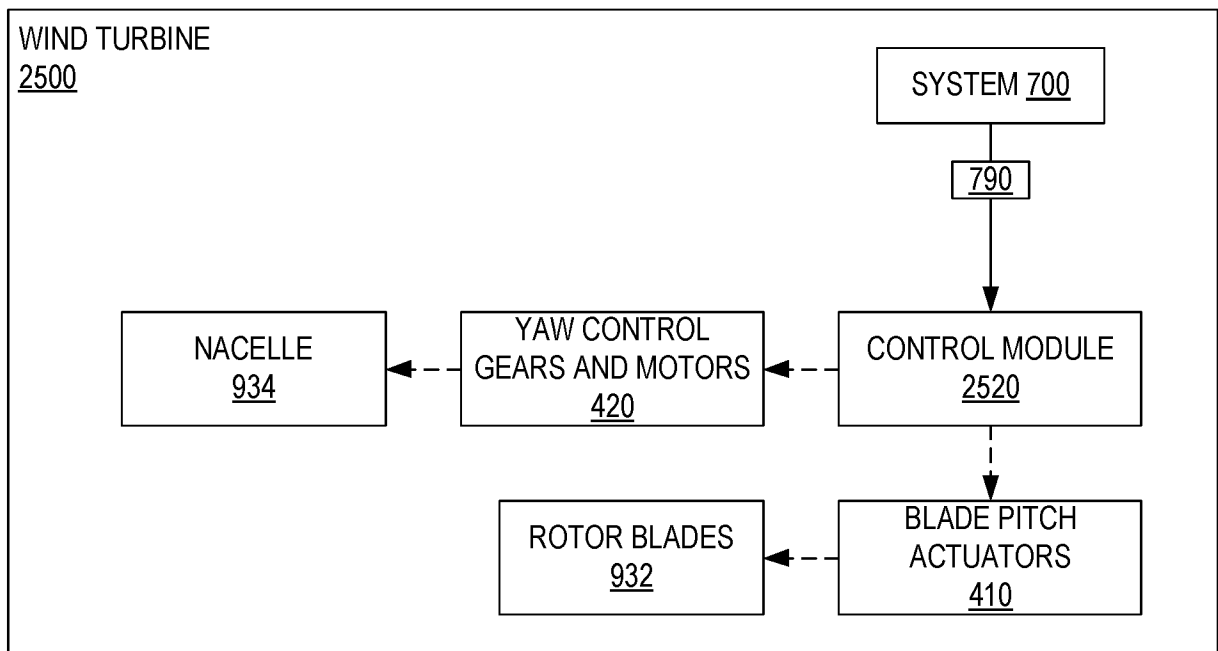 WIND TURBINE
2500
SYSTEM 700
790
NACELLE
934
YAW CONTROL
GEARS AND MOTORS
420
CONTROL MODULE
2520
ROTOR BLADES
932
BLADE PITCH
ACTUATORS
410